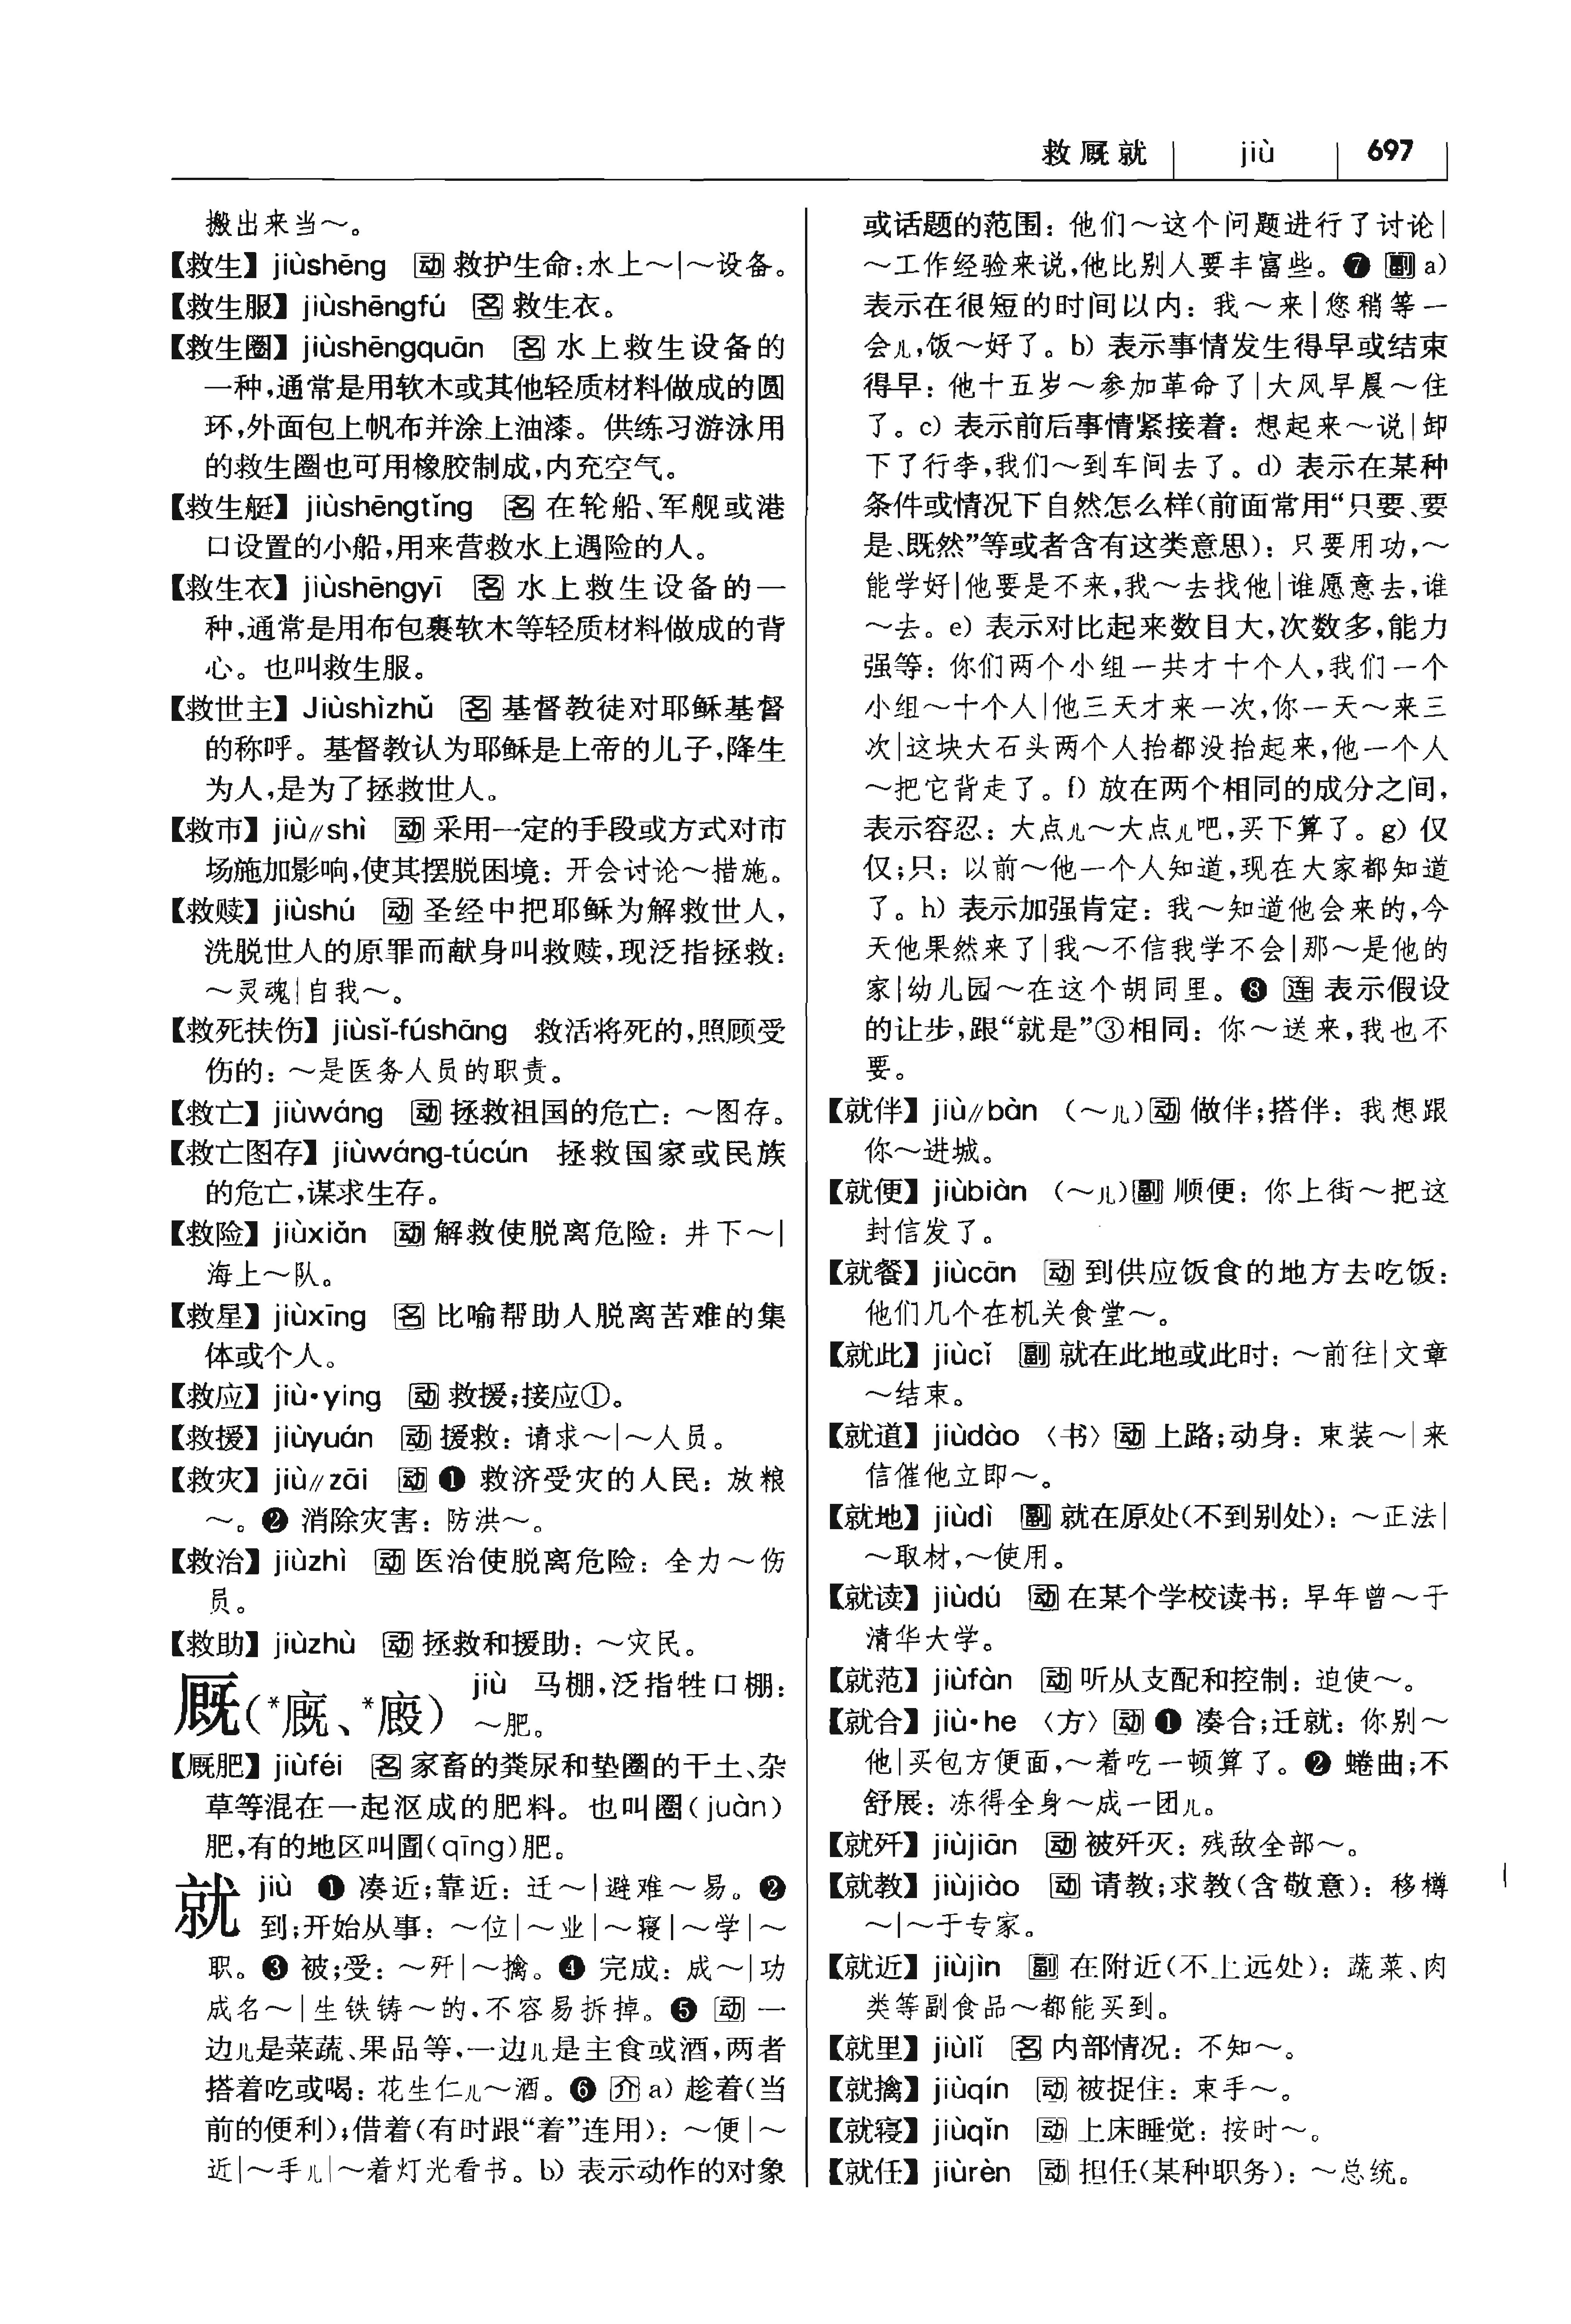 救厩就 jiù 697
搬出来当～。
【救生】jiùshēng 动 救护生命:水上～|～设备。
【救生服】jiùshēngfú 名 救生衣。
【救生圈】jiùshēngquān 名 水上救生设备的
一种,通常是用软木或其他轻质材料做成的圆
环,外面包上帆布并涂上油漆。供练习游泳用
的救生圈也可用橡胶制成,内充空气。
【救生艇】jiùshēngtǐng 名 在轮船、军舰或港
口设置的小船,用来营救水上遇险的人。
【救生衣】jiùshēngyī 名 水上救生设备的一
种,通常是用布包裹软木等轻质材料做成的背
心。也叫救生服。
【救世主】Jiùshìzhǔ 名 基督教徒对耶稣基督
的称呼。基督教认为耶稣是上帝的儿子,降生
为人,是为了拯救世人。
【救市】jiù∥shì 动 采用一定的手段或方式对市
场施加影响,使其摆脱困境:开会讨论～措施。
【救赎】jiùshú 动 圣经中把耶稣为解救世人,
洗脱世人的原罪而献身叫救赎,现泛指拯救:
～灵魂|自我～。
【救死扶伤】jiùsǐ-fúshāng 救活将死的,照顾受
伤的:～是医务人员的职责。
【救亡】jiùwáng 动 拯救祖国的危亡:～图存。
【救亡图存】jiùwáng-túcún 拯救国家或民族
的危亡,谋求生存。
【救险】jiùxiǎn 动 解救使脱离危险:井下～|
海上～队。
【救星】jiùxīng 名 比喻帮助人脱离苦难的集
体或个人。
【救应】jiù·ying 动 救援;接应①。
【救援】jiùyuán 动 援救:请求～|～人员。
【救灾】jiù∥zāi 动 ❶ 救济受灾的人民:放粮
～。❷ 消除灾害:防洪～。
【救治】jiùzhì 动 医治使脱离危险:全力～伤
员。
【救助】jiùzhù 动 拯救和援助:～灾民。
厩(*廐、*廄) jiù 马棚,泛指牲口棚:
～肥。
【厩肥】jiùféi 名 家畜的粪尿和垫圈的干土、杂
草等混在一起沤成的肥料。也叫圈(juàn)
肥,有的地区叫圊(qīng)肥。
就 jiù ❶ 凑近;靠近:迁～|避难～易。❷
到;开始从事:～位|～业|～寝|～学|～
职。❸ 被;受:～歼|～擒。❹ 完成:成～|功
成名～|生铁铸～的,不容易拆掉。❺ 动 一
边儿是菜蔬、果品等,一边儿是主食或酒,两者
搭着吃或喝:花生仁儿～酒。❻ 介 a) 趁着(当
前的便利);借着(有时跟“着”连用):～便|～
近|～手儿|～着灯光看书。b) 表示动作的对象
或话题的范围:他们～这个问题进行了讨论|
～工作经验来说,他比别人要丰富些。❼ 副 a)
表示在很短的时间以内:我～来|您稍等一
会儿,饭～好了。b) 表示事情发生得早或结束
得早:他十五岁～参加革命了|大风早晨～住
了。c) 表示前后事情紧接着:想起来～说|卸
下了行李,我们～到车间去了。d) 表示在某种
条件或情况下自然怎么样(前面常用“只要、要
是、既然”等或者含有这类意思):只要用功,～
能学好|他要是不来,我～去找他|谁愿意去,谁
～去。e) 表示对比起来数目大,次数多,能力
强等:你们两个小组一共才十个人,我们一个
小组～十个人|他三天才来一次,你一天～来三
次|这块大石头两个人抬都没抬起来,他一个人
～把它背走了。f) 放在两个相同的成分之间,
表示容忍:大点儿～大点儿吧,买下算了。g) 仅
仅;只:以前～他一个人知道,现在大家都知道
了。h) 表示加强肯定:我～知道他会来的,今
天他果然来了|我～不信我学不会|那～是他的
家|幼儿园～在这个胡同里。❽ 连 表示假设
的让步,跟“就是”③相同:你～送来,我也不
要。
【就伴】jiù∥bàn (～儿)动 做伴;搭伴:我想跟
你～进城。
【就便】jiùbiàn (～儿)副 顺便:你上街～把这
封信发了。
【就餐】jiùcān 动 到供应饭食的地方去吃饭:
他们几个在机关食堂～。
【就此】jiùcǐ 副 就在此地或此时:～前往|文章
～结束。
【就道】jiùdào 〈书〉动 上路;动身:束装～|来
信催他立即～。
【就地】jiùdì 副 就在原处(不到别处):～正法|
～取材,～使用。
【就读】jiùdú 动 在某个学校读书:早年曾～于
清华大学。
【就范】jiùfàn 动 听从支配和控制:迫使～。
【就合】jiù·he 〈方〉动 ❶ 凑合;迁就:你别～
他|买包方便面,～着吃一顿算了。❷ 蜷曲;不
舒展:冻得全身～成一团儿。
【就歼】jiùjiān 动 被歼灭:残敌全部～。
【就教】jiùjiào 动 请教;求教(含敬意):移樽
～|～于专家。
【就近】jiùjìn 副 在附近(不上远处):蔬菜、肉
类等副食品～都能买到。
【就里】jiùlǐ 名 内部情况:不知～。
【就擒】jiùqín 动 被捉住:束手～。
【就寝】jiùqǐn 动 上床睡觉:按时～。
【就任】jiùrèn 动 担任(某种职务):～总统。